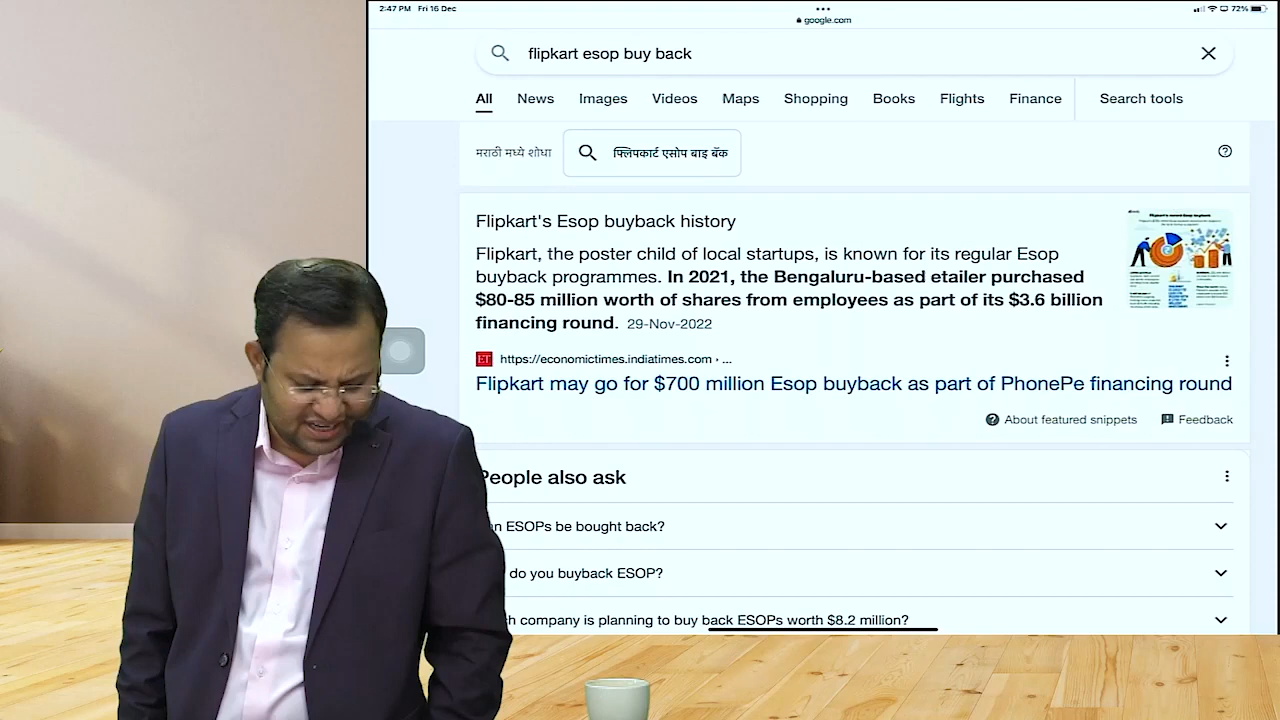 2:47 PM Fri 16 Dec
72%
google.com
flipkart esop buy back
All News Images Videos Maps Shopping Books Flights Finance Search tools
मराठी मध्ये शोधा फ्लिपकार्ट एसोप बाइ बॅक
Flipkart's Esop buyback history
Flipkart, the poster child of local startups, is known for its regular Esop
buyback programmes. In 2021, the Bengaluru-based etailer purchased
$80-85 million worth of shares from employees as part of its $3.6 billion
financing round. 29-Nov-2022
ET https://economictimes.indiatimes.com › ...
Flipkart may go for $700 million Esop buyback as part of PhonePe financing round
About featured snippets Feedback
People also ask
ESOPs be bought back?
do you buyback ESOP?
company is planning to buy back ESOPs worth $8.2 million?